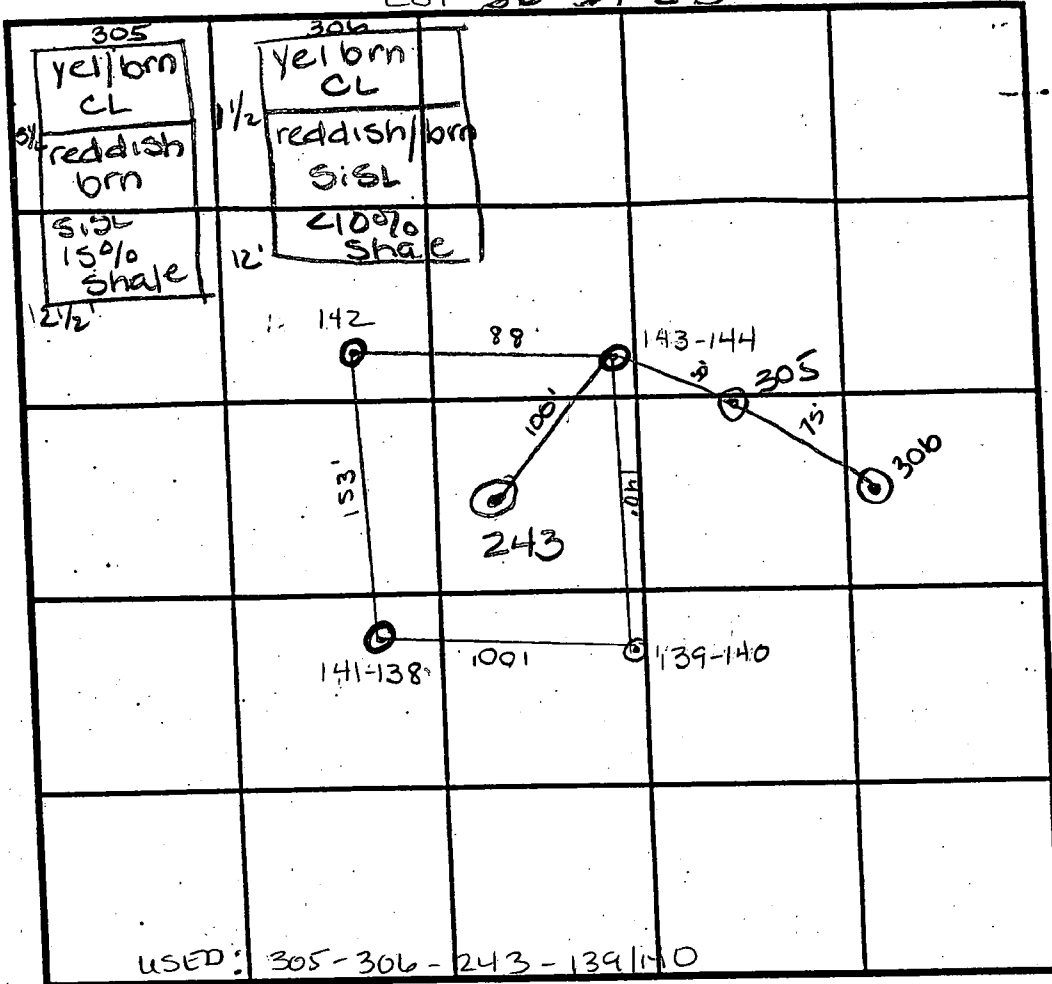 LOT
305
yel/brn
CL
reddish
brn
SiSL
15%
Shale
12½'
306
yel brn
CL
1½
reddish/brn
SiSL
<10%
Shale
12'
142
88'
143-144
305
75'
306
100'
153'
243
141-138
100'
139-140
USED: 305-306-243-139/140